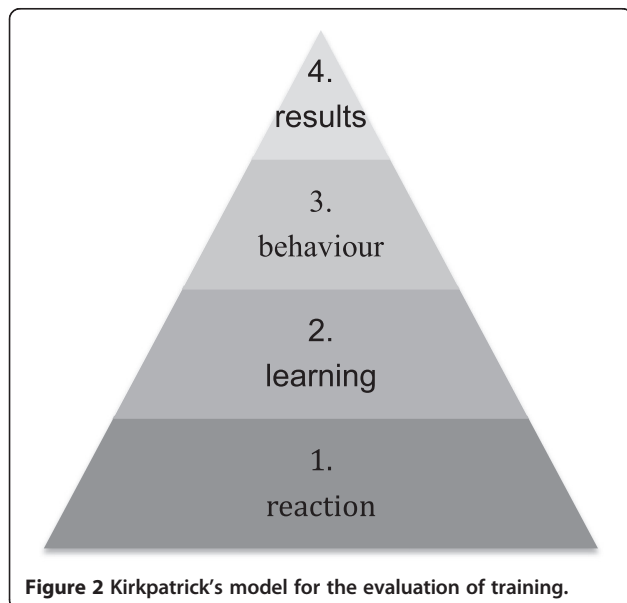 4.
results
3.
behaviour
2.
learning
1.
reaction
Figure 2 Kirkpatrick's model for the evaluation of training.